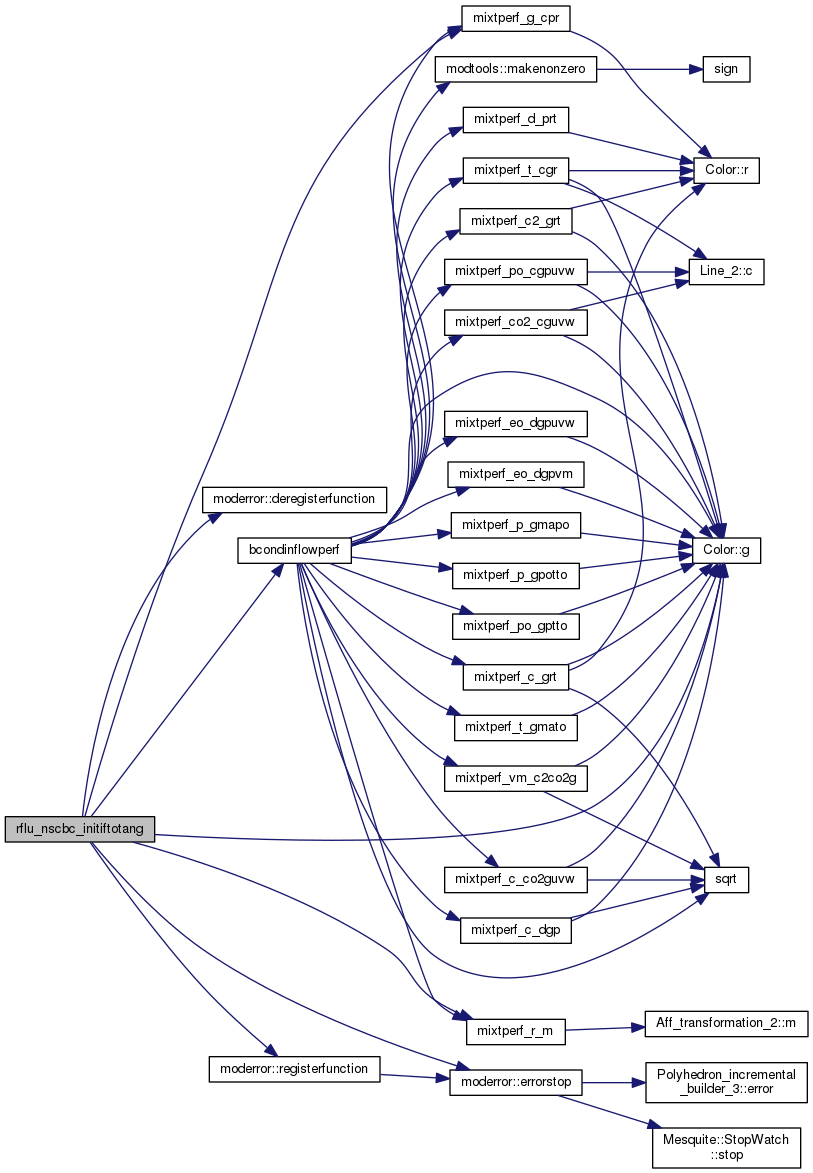 mixtperf_g_cpr
modtools::makenonzero
sign
mixtperf_d_prt
mixtperf_t_cgr
Color::r
mixtperf_c2_grt
mixtperf_po_cgpuvw
Line_2::c
mixtperf_co2_cguvw
mixtperf_eo_dgpuvw
mixtperf_eo_dgpvm
moderror::deregisterfunction
mixtperf_p_gmapo
bcondinflowperf
Color::g
mixtperf_p_gpotto
mixtperf_po_gptto
mixtperf_c_grt
mixtperf_t_gmato
mixtperf_vm_c2co2g
rflu_nscbc_initiftotang
mixtperf_c_co2guvw
sqrt
mixtperf_c_dgp
mixtperf_r_m
Aff_transformation_2::m
moderror::registerfunction
moderror::errorstop
Polyhedron_incremental
_builder_3::error
Mesquite::StopWatch
::stop